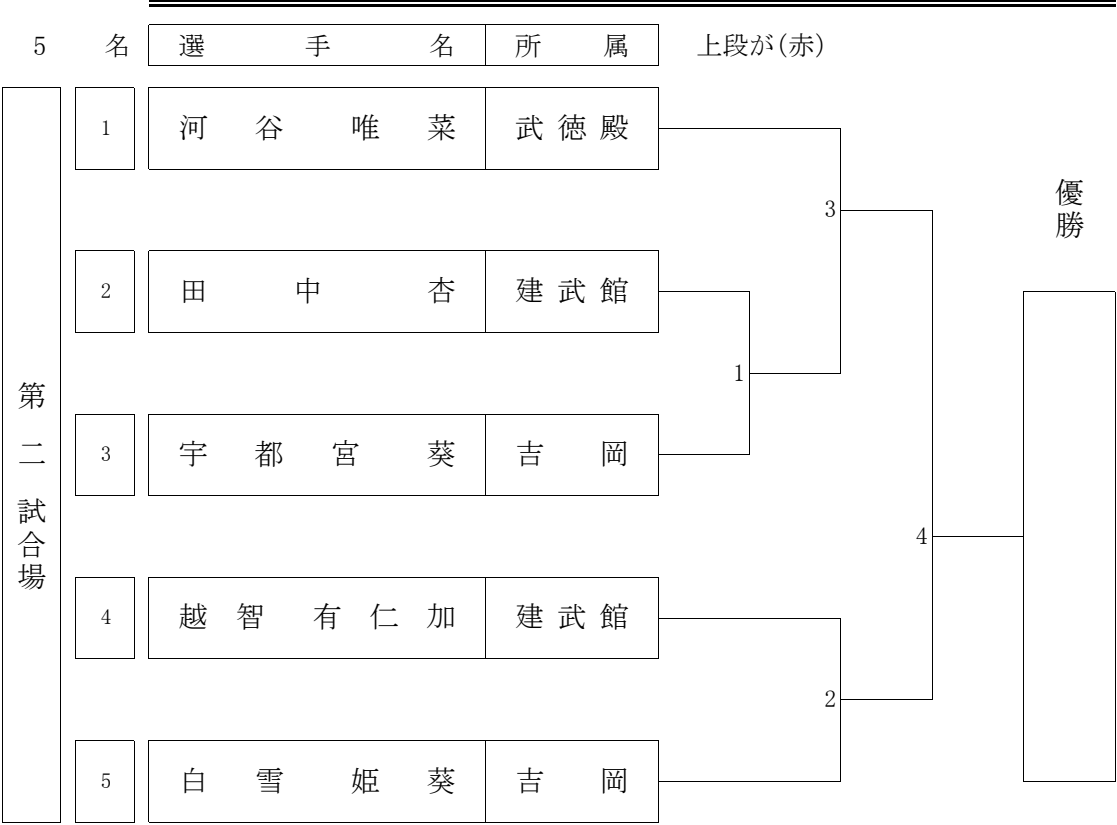 5 名 選手名 所属 上段が(赤)
第二試合場
1 河谷 唯菜 武徳殿
3
優勝
2 田中 杏 建武館
1
3 宇都宮 葵 吉岡
4
4 越智 有仁加 建武館
2
5 白雪 姫葵 吉岡